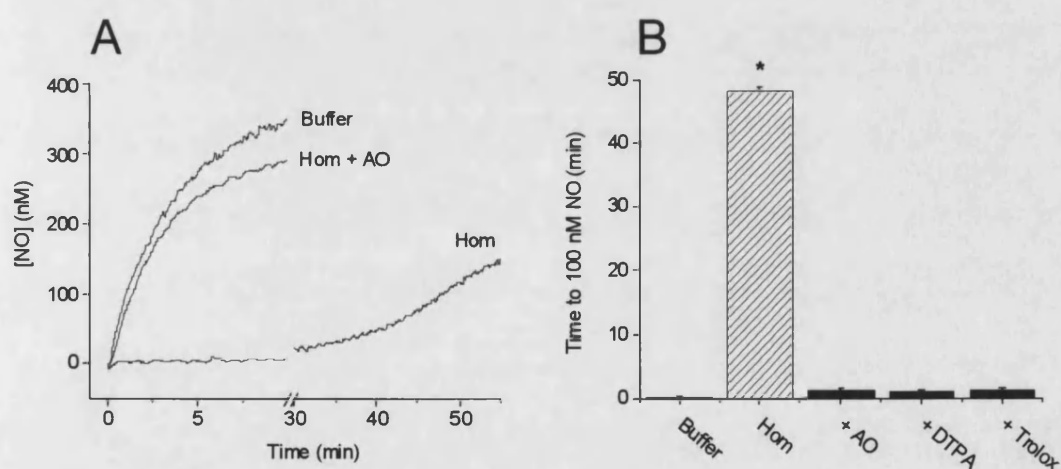 A
400
300
200
100
0
[NO] (nM)
Buffer
Hom + AO
Hom
0
5
30
40
50
Time (min)
B
*
50
40
30
20
10
0
Time to 100 nM NO (min)
Buffer
Hom
+ AO
+ DTPA
+ Trolox